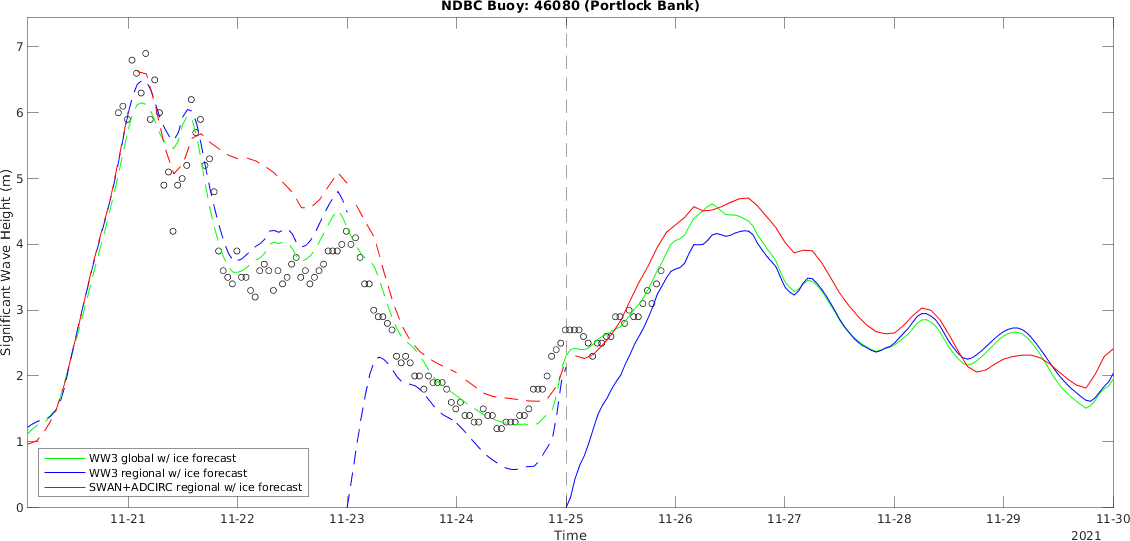 NDBC Buoy: 46080 (Portlock Bank)
Significant Wave Height (m)
7
6
5
4
3
2
1
0
WW3 global w/ ice forecast
WW3 regional w/ ice forecast
SWAN+ADCIRC regional w/ ice forecast
11-21 11-22 11-23 11-24 11-25 11-26 11-27 11-28 11-29 11-30
Time
2021